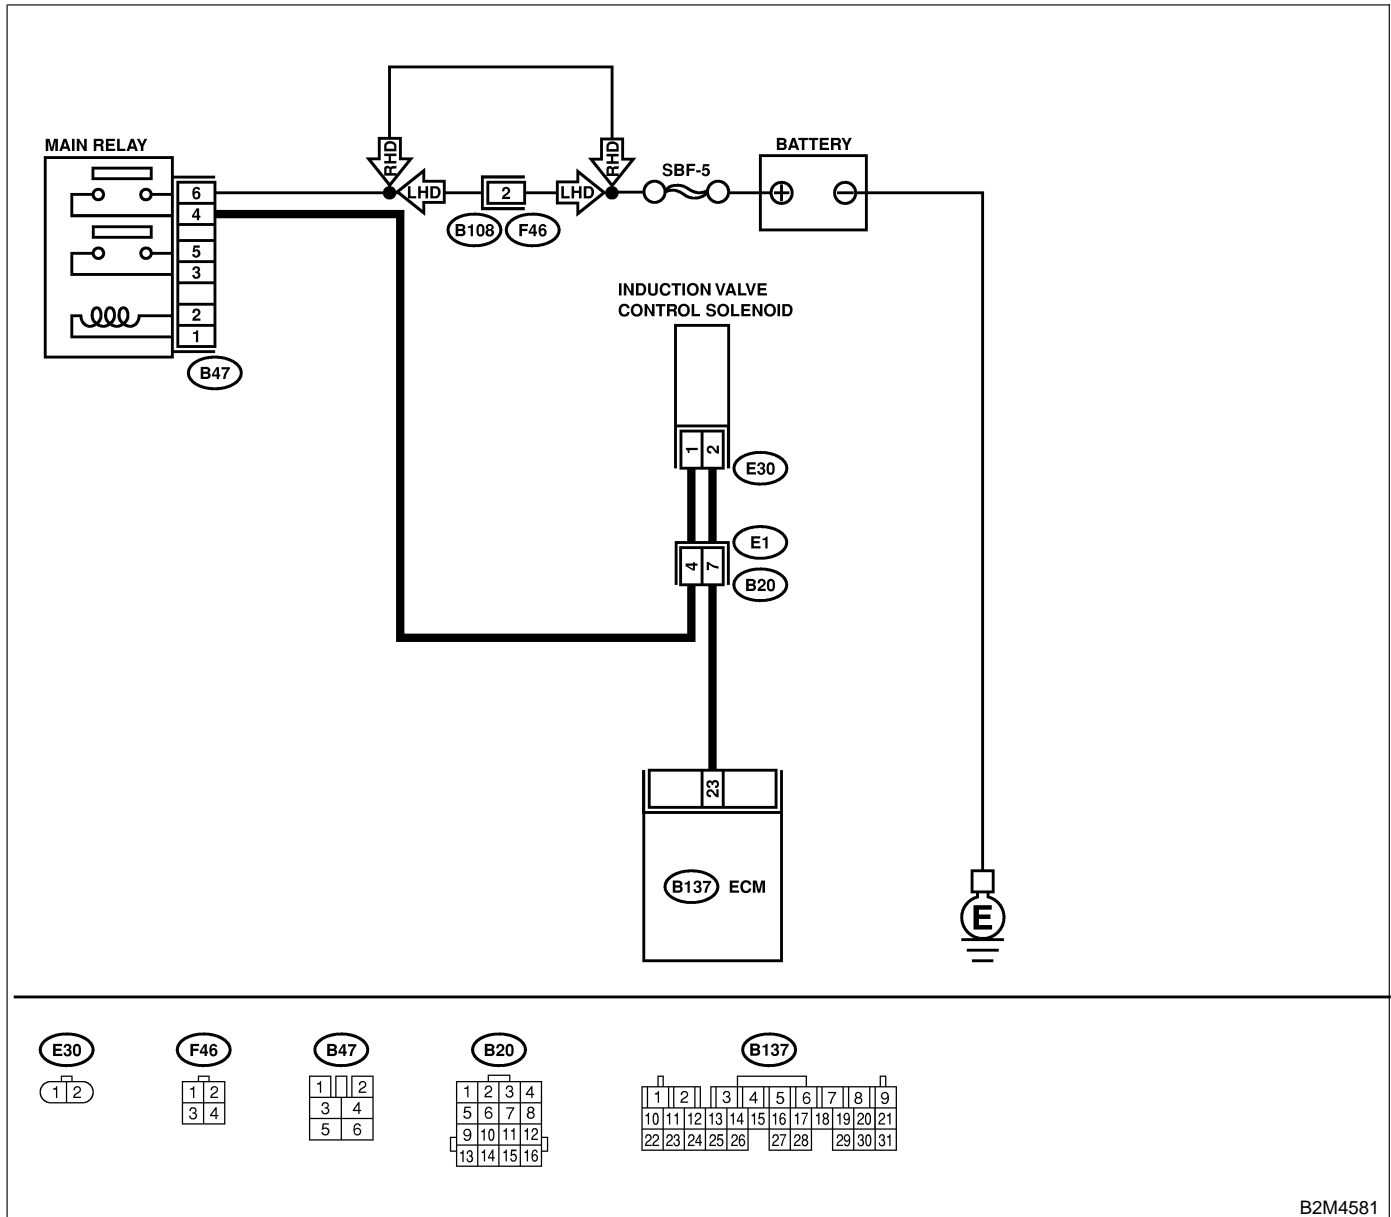 MAIN RELAY
6
4
5
3
2
1
B47
RHD
RHD
LHD
2
LHD
B108
F46
SBF-5
BATTERY
+
−
INDUCTION VALVE
CONTROL SOLENOID
1 2
E30
E1
4 7
B20
23
B137 ECM
E
E30
1 2
F46
1 2
3 4
B47
1 2
3 4
5 6
B20
1 2 3 4
5 6 7 8
9 10 11 12
13 14 15 16
B137
1 2 3 4 5 6 7 8 9
10 11 12 13 14 15 16 17 18 19 20 21
22 23 24 25 26 27 28 29 30 31
B2M4581